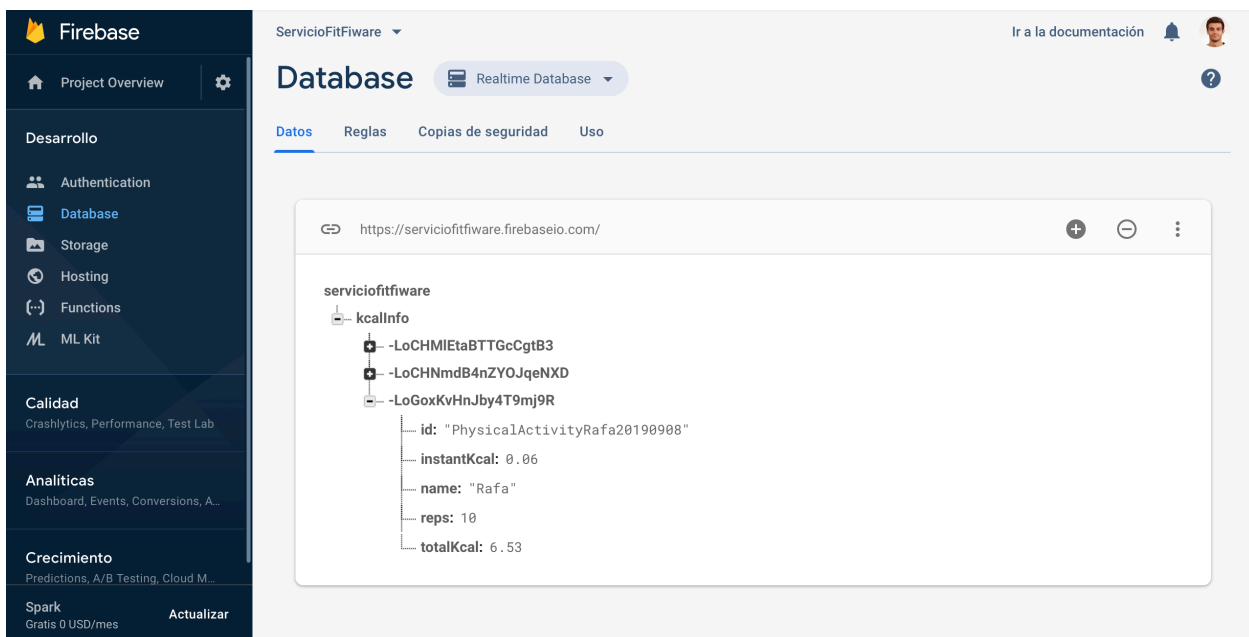 Firebase
Project Overview
Desarrollo
Authentication
Database
Storage
Hosting
Functions
ML Kit
Calidad
Crashlytics, Performance, Test Lab
Analíticas
Dashboard, Events, Conversions, A...
Crecimiento
Predictions, A/B Testing, Cloud M...
Spark
Gratis 0 USD/mes
Actualizar
ServicioFitFiware
Ir a la documentación
Database
Realtime Database
Datos Reglas Copias de seguridad Uso
https://serviciofitfiware.firebaseio.com/
serviciofitfiware
kcalInfo
-LoCHMlEtaBTTGcCgtB3
-LoCHNmdB4nZYOJqeNXD
-LoGoxKvHnJby4T9mj9R
id: "PhysicalActivityRafa20190908"
instantKcal: 0.06
name: "Rafa"
reps: 10
totalKcal: 6.53